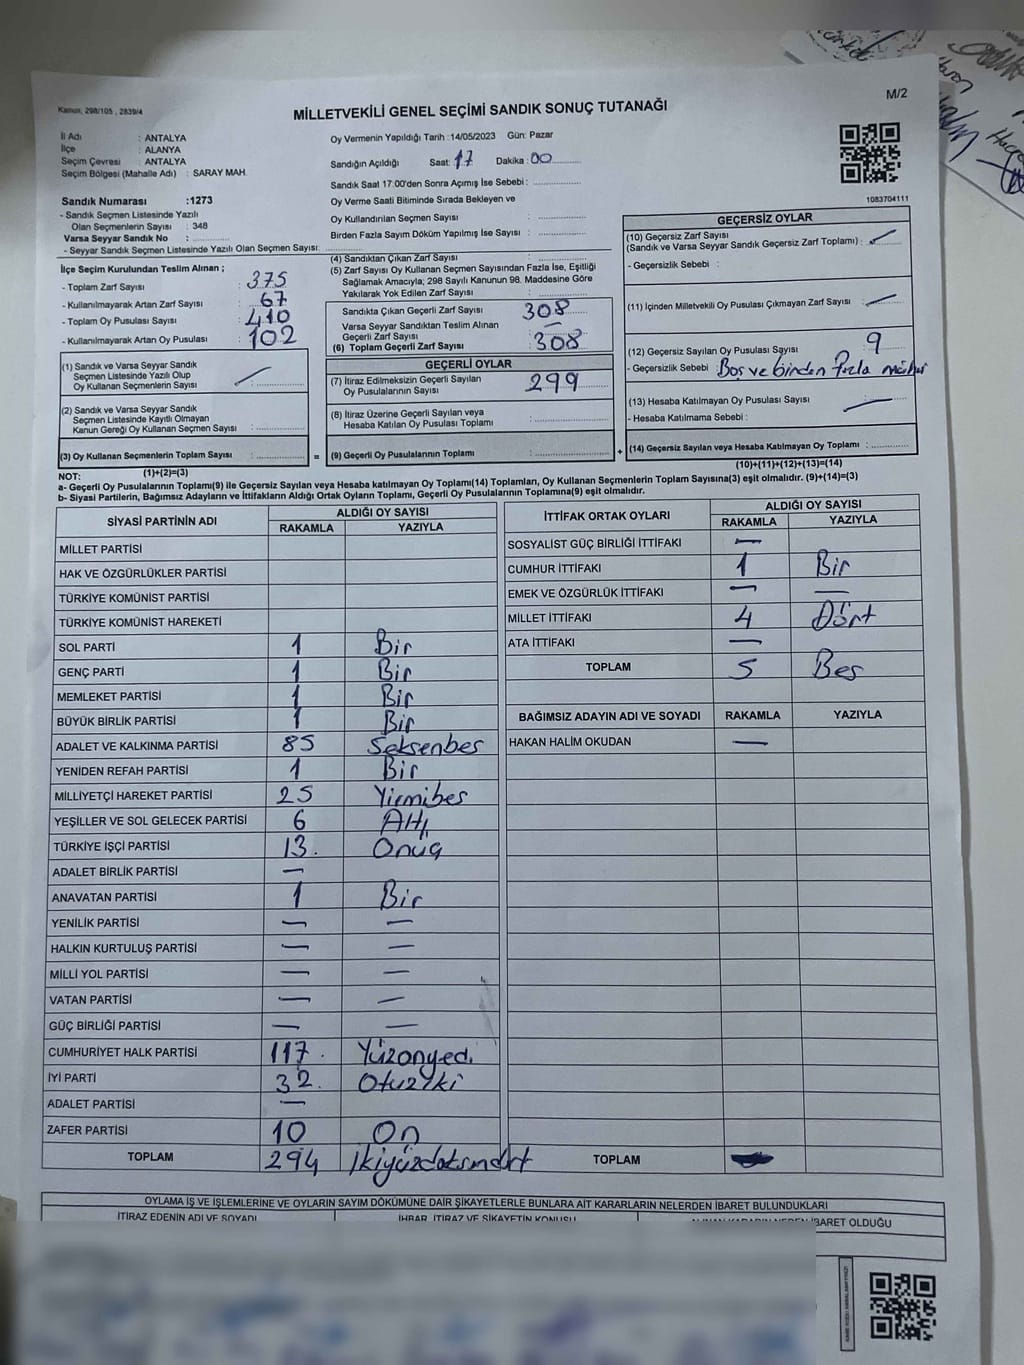 Kanun; 298/105 , 2839/4
M/2
MİLLETVEKİLİ GENEL SEÇİMİ SANDIK SONUÇ TUTANAĞI
İl Adı : ANTALYA
İlçe : ALANYA
Seçim Çevresi : ANTALYA
Seçim Bölgesi (Mahalle Adı) : SARAY MAH.
Sandık Numarası :1273
- Sandık Seçmen Listesinde Yazılı
Olan Seçmenlerin Sayısı : 348
Varsa Seyyar Sandık No :
- Seyyar Sandık Seçmen Listesinde Yazılı Olan Seçmen Sayısı:
Oy Vermenin Yapıldığı Tarih :14/05/2023 Gün: Pazar
Sandığın Açıldığı Saat: 17 Dakika: 00
Sandık Saat 17:00'den Sonra Açımış İse Sebebi :
Oy Verme Saati Bitiminde Sırada Bekleyen ve
Oy Kullandırılan Seçmen Sayısı :
Birden Fazla Sayım Döküm Yapılmış İse Sayısı :
1083704111
İlçe Seçim Kurulundan Teslim Alınan ;
- Toplam Zarf Sayısı : 375
- Kullanılmayarak Artan Zarf Sayısı : 67
- Toplam Oy Pusulası Sayısı : 410
- Kullanılmayarak Artan Oy Pusulası : 102
(1) Sandık ve Varsa Seyyar Sandık
Seçmen Listesinde Yazılı Olup
Oy Kullanan Seçmenlerin Sayısı :
(2) Sandık ve Varsa Seyyar Sandık
Seçmen Listesinde Kayıtlı Olmayan
Kanun Gereği Oy Kullanan Seçmen Sayısı :
(3) Oy Kullanan Seçmenlerin Toplam Sayısı :
(1)+(2)=(3)
(4) Sandıktan Çıkan Zarf Sayısı :
(5) Zarf Sayısı Oy Kullanan Seçmen Sayısından Fazla İse, Eşitliği
Sağlamak Amacıyla; 298 Sayılı Kanunun 98. Maddesine Göre
Yakılarak Yok Edilen Zarf Sayısı :
Sandıkta Çıkan Geçerli Zarf Sayısı : 308
Varsa Seyyar Sandıktan Teslim Alınan
Geçerli Zarf Sayısı : —
(6) Toplam Geçerli Zarf Sayısı : 308
GEÇERLİ OYLAR
(7) İtiraz Edilmeksizin Geçerli Sayılan
Oy Pusulalarının Sayısı : 299
(8) İtiraz Üzerine Geçerli Sayılan veya
Hesaba Katılan Oy Pusulası Toplamı :
= (9) Geçerli Oy Pusulalarının Toplamı :
GEÇERSİZ OYLAR
(10) Geçersiz Zarf Sayısı
(Sandık ve Varsa Seyyar Sandık Geçersiz Zarf Toplamı) :
- Geçersizlik Sebebi :
(11) İçinden Milletvekili Oy Pusulası Çıkmayan Zarf Sayısı : —
(12) Geçersiz Sayılan Oy Pusulası Sayısı : 9
- Geçersizlik Sebebi : Boş ve birden fazla mühür
(13) Hesaba Katılmayan Oy Pusulası Sayısı : —
- Hesaba Katılmama Sebebi :
+ (14) Geçersiz Sayılan veya Hesaba Katılmayan Oy Toplamı :
(10)+(11)+(12)+(13)=(14)
NOT:
a- Geçerli Oy Pusulalarının Toplamı(9) ile Geçersiz Sayılan veya Hesaba katılmayan Oy Toplamı(14) Toplamları, Oy Kullanan Seçmenlerin Toplam Sayısına(3) eşit olmalıdır. (9)+(14)=(3)
b- Siyasi Partilerin, Bağımsız Adayların ve İttifakların Aldığı Ortak Oyların Toplamı, Geçerli Oy Pusulalarının Toplamına(9) eşit olmalıdır.
SİYASİ PARTİNİN ADI ALDIĞI OY SAYISI
RAKAMLA YAZIYLA
MİLLET PARTİSİ
HAK VE ÖZGÜRLÜKLER PARTİSİ
TÜRKİYE KOMÜNİST PARTİSİ
TÜRKİYE KOMÜNİST HAREKETİ
SOL PARTİ 1 Bir
GENÇ PARTİ 1 Bir
MEMLEKET PARTİSİ 1 Bir
BÜYÜK BİRLİK PARTİSİ 1 Bir
ADALET VE KALKINMA PARTİSİ 85 Seksenbes
YENİDEN REFAH PARTİSİ 1 Bir
MİLLİYETÇİ HAREKET PARTİSİ 25 Yirmibes
YEŞİLLER VE SOL GELECEK PARTİSİ 6 Altı
TÜRKİYE İŞÇİ PARTİSİ 13. Onüç
ADALET BİRLİK PARTİSİ —
ANAVATAN PARTİSİ 1 Bir
YENİLİK PARTİSİ — —
HALKIN KURTULUŞ PARTİSİ — —
MİLLİ YOL PARTİSİ — —
VATAN PARTİSİ — —
GÜÇ BİRLİĞİ PARTİSİ — —
CUMHURİYET HALK PARTİSİ 117. Yüzonyedi
İYİ PARTİ 32. Otuziki
ADALET PARTİSİ —
ZAFER PARTİSİ 10 On
TOPLAM 294 İkiyüzdoksandört
İTTİFAK ORTAK OYLARI ALDIĞI OY SAYISI
RAKAMLA YAZIYLA
SOSYALİST GÜÇ BİRLİĞİ İTTİFAKI —
CUMHUR İTTİFAKI 1 Bir
EMEK VE ÖZGÜRLÜK İTTİFAKI — —
MİLLET İTTİFAKI 4 Dört
ATA İTTİFAKI —
TOPLAM 5 Bes
BAĞIMSIZ ADAYIN ADI VE SOYADI RAKAMLA YAZIYLA
HAKAN HALİM OKUDAN —
TOPLAM
OYLAMA İŞ VE İŞLEMLERİNE VE OYLARIN SAYIM DÖKÜMÜNE DAİR ŞİKAYETLERLE BUNLARA AİT KARARLARIN NELERDEN İBARET BULUNDUKLARI
İTİRAZ EDENİN ADI VE SOYADI İHBAR, İTİRAZ VE ŞİKAYETİN KONUSU İBARET OLDUĞU